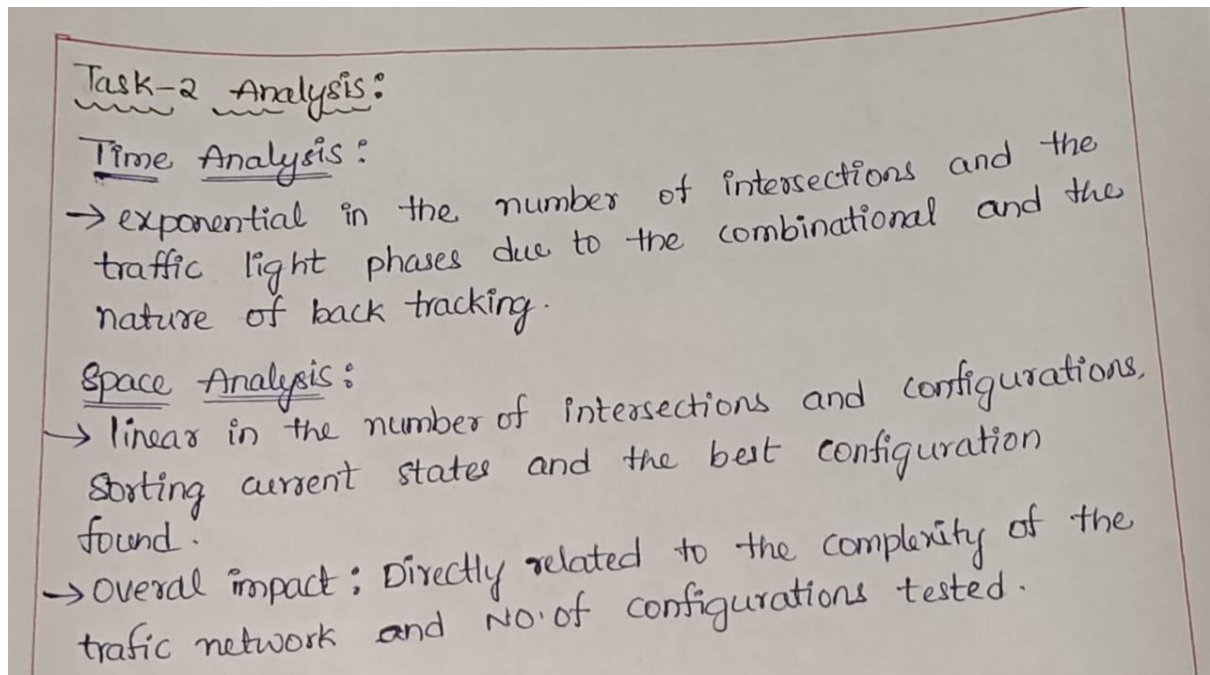 Task-2 Analysis:
Time Analysis:
→ exponential in the number of intersections and the
traffic light phases due to the combinational and the
nature of back tracking.
Space Analysis:
→ linear in the number of intersections and configurations,
Sorting current states and the best configuration
found.
→ overal impact: Directly related to the complexity of the
trafic network and NO.of configurations tested.